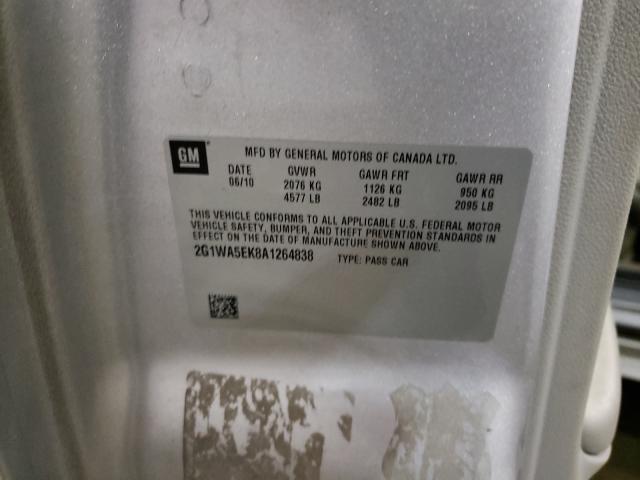 GM
MFD BY GENERAL MOTORS OF CANADA LTD.
DATE GVWR GAWR FRT GAWR RR
06/10 2076 KG 1126 KG 950 KG
4577 LB 2482 LB 2095 LB
THIS VEHICLE CONFORMS TO ALL APPLICABLE U.S. FEDERAL MOTOR
VEHICLE SAFETY, BUMPER, AND THEFT PREVENTION STANDARDS IN
EFFECT ON THE DATE OF MANUFACTURE SHOWN ABOVE.
2G1WA5EK8A1264838 TYPE: PASS CAR